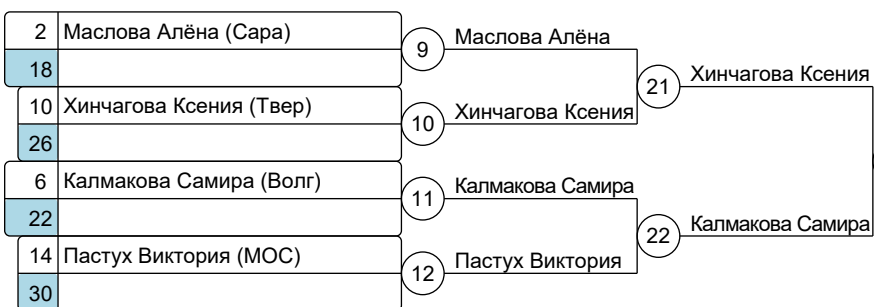 2 Маслова Алёна (Сара)
18
10 Хинчагова Ксения (Твер)
26
6 Калмакова Самира (Волг)
22
14 Пастух Виктория (МОС)
30
9 Маслова Алёна
10 Хинчагова Ксения
11 Калмакова Самира
12 Пастух Виктория
21 Хинчагова Ксения
22 Калмакова Самира